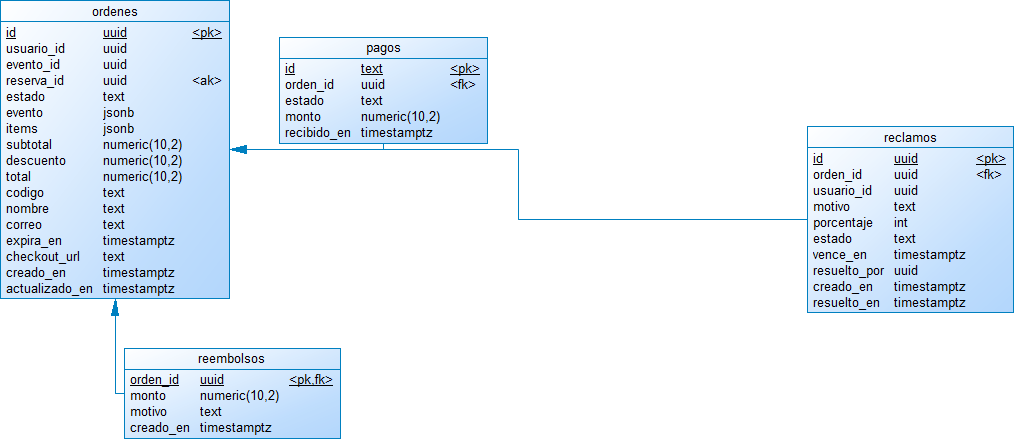 ordenes
id uuid <pk>
usuario_id uuid
evento_id uuid
reserva_id uuid <ak>
estado text
evento jsonb
items jsonb
subtotal numeric(10,2)
descuento numeric(10,2)
total numeric(10,2)
codigo text
nombre text
correo text
expira_en timestamptz
checkout_url text
creado_en timestamptz
actualizado_en timestamptz
pagos
id text <pk>
orden_id uuid <fk>
estado text
monto numeric(10,2)
recibido_en timestamptz
reclamos
id uuid <pk>
orden_id uuid <fk>
usuario_id uuid
motivo text
porcentaje int
estado text
vence_en timestamptz
resuelto_por uuid
creado_en timestamptz
resuelto_en timestamptz
reembolsos
orden_id uuid <pk,fk>
monto numeric(10,2)
motivo text
creado_en timestamptz